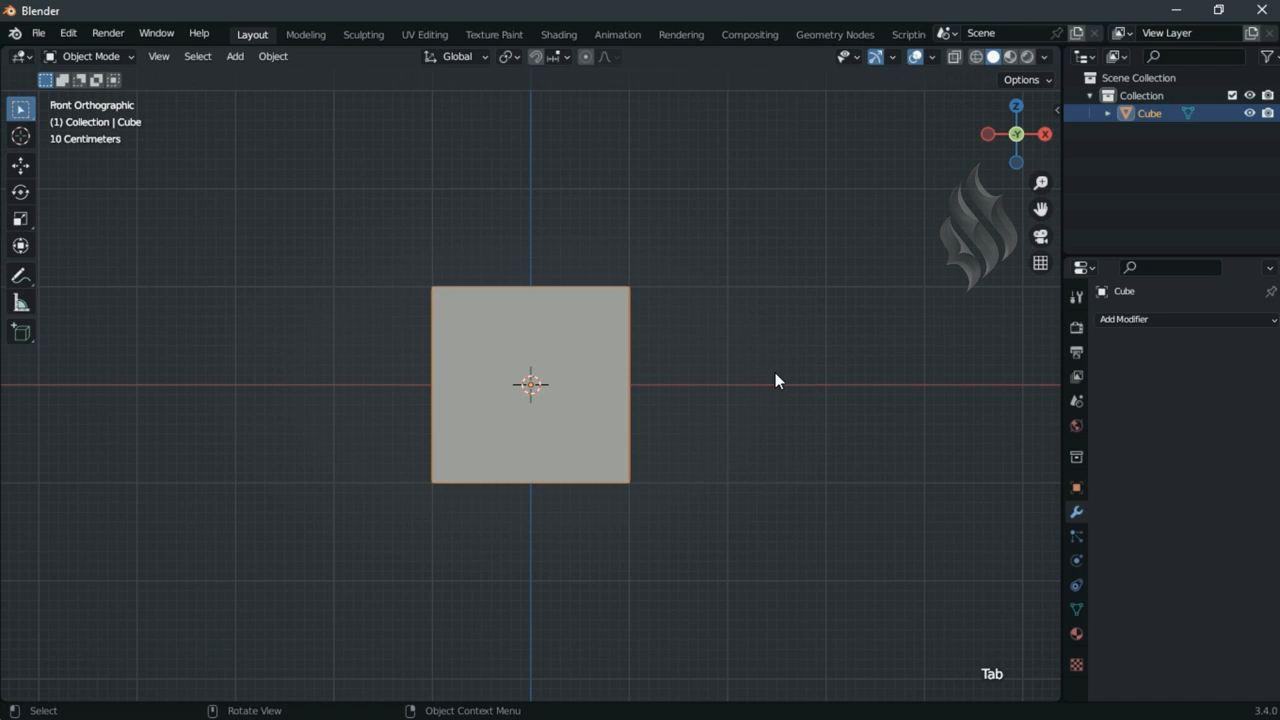 Blender
File Edit Render Window Help Layout Modeling Sculpting UV Editing Texture Paint Shading Animation Rendering Compositing Geometry Nodes Scriptin Scene View Layer
Object Mode View Select Add Object Global
Options
Front Orthographic
(1) Collection | Cube
10 Centimeters
Z
-Y
X
Scene Collection
Collection
Cube
Cube
Add Modifier
Tab
Select Rotate View Object Context Menu 3.4.0